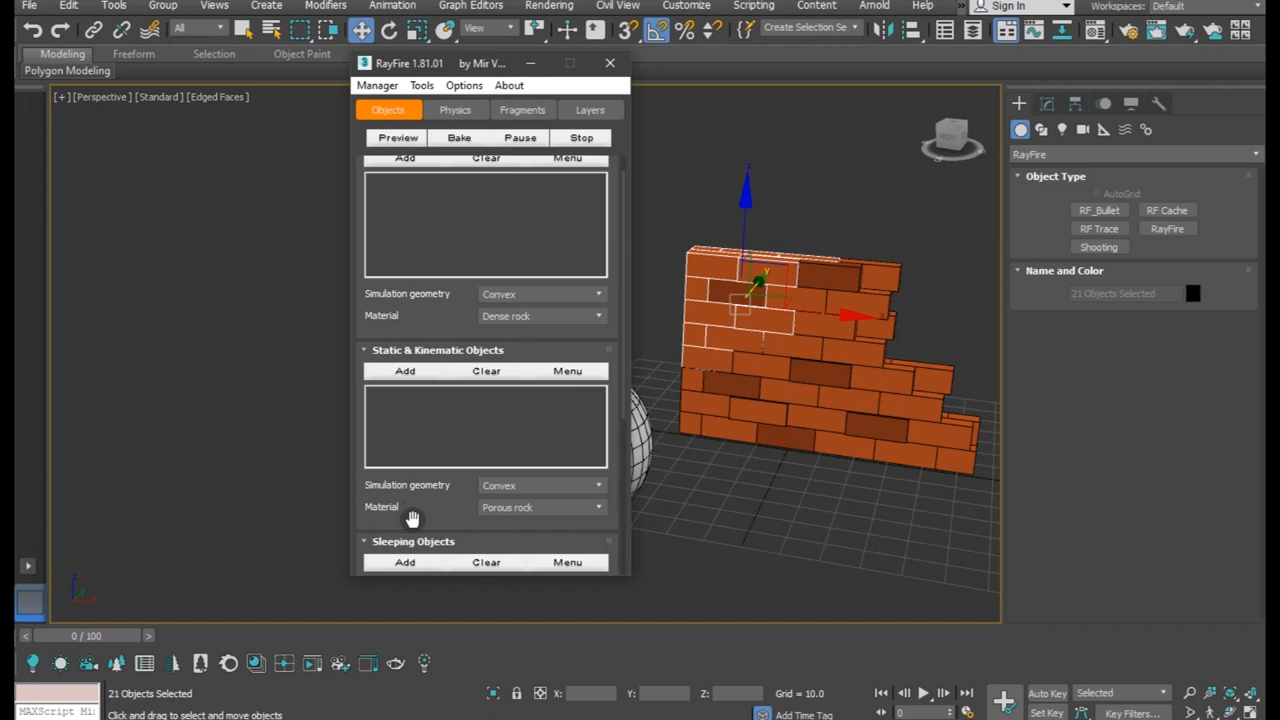 File Edit Tools Group Views Create Modifiers Animation Graph Editors Rendering Civil View Customize Scripting Content Arnold Help » Sign In Workspaces: Default
All View Create Selection Se
Modeling Freeform Selection Object Paint
Polygon Modeling
[+] [Perspective] [Standard] [Edged Faces]
3 RayFire 1.81.01 by Mir V...
Manager Tools Options About
Objects Physics Fragments Layers
Preview Bake Pause Stop
Add Clear Menu
Simulation geometry Convex
Material Dense rock
Static & Kinematic Objects
Add Clear Menu
Simulation geometry Convex
Material Porous rock
Sleeping Objects
Add Clear Menu
z
y
RayFire
Object Type
AutoGrid
RF_Bullet RF Cache
RF Trace RayFire
Shooting
Name and Color
21 Objects Selected
z
< 0 / 100 >
21 Objects Selected X: Y: Z: Grid = 10.0 Auto Key Selected
MAXScript Mi Click and drag to select and move objects Add Time Tag 0 Set Key Key Filters...